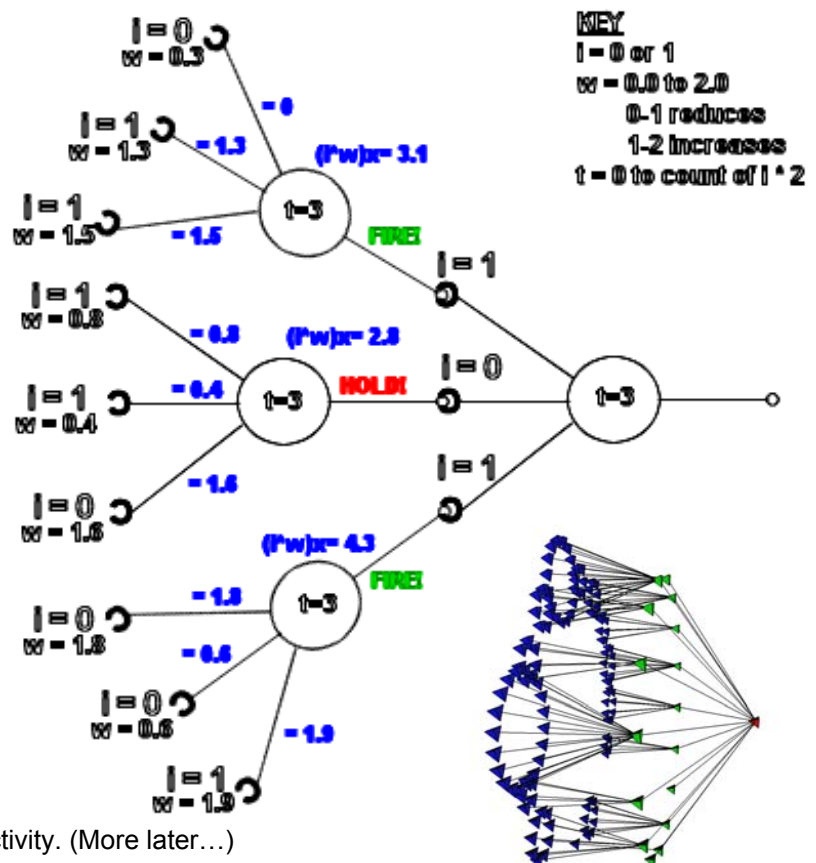 i = 0
w = 0.3
= 0
i = 1
w = 1.3
= 1.3
(i*w)x= 3.1
i = 1
w = 1.5
= 1.5
t=3
FIRE!
i = 1
i = 1
w = 0.8
= 0.8
(i*w)x= 2.8
i = 1
w = 0.4
= 0.4
t=3
HOLD!
i = 0
t=3
i = 0
w = 1.6
= 1.6
i = 1
(i*w)x= 4.3
FIRE!
i = 0
w = 1.8
= 1.8
t=3
i = 0
w = 0.6
= 0.6
i = 1
w = 1.9
= 1.9
KEY
i = 0 or 1
w = 0.0 to 2.0
0-1 reduces
1-2 increases
t = 0 to count of i * 2
ctivity. (More later…)